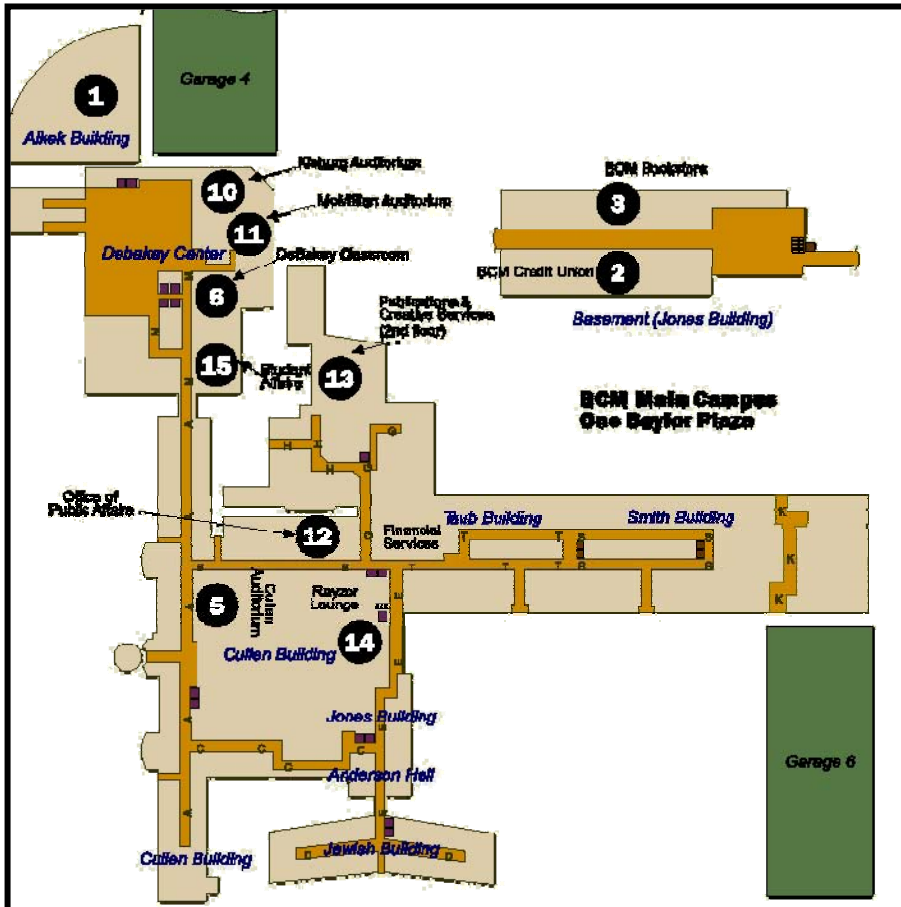 1
Garage 4
Alkek Building
10
Auditorium
McMillan Auditorium
11
Debakey Center
DeBakey Classroom
6
15
Student
Affairs
Publications &
Creative Services
(2nd floor)
13
BCM Bookstore
3
BCM Credit Union
2
Basement (Jones Building)
BCM Main Campus
One Baylor Plaza
Office of
Public Affairs
12
Financial
Services
Taub Building
Smith Building
5
Cullen
Auditorium
Rayzor
Lounge
14
Cullen Building
Jones Building
Anderson Hall
Jewish Building
Cullen Building
Garage 6
A
A
A
A
C
C
C
C
E
E
E
E
G
G
H
H
T
T
T
T
K
K
K
D
D